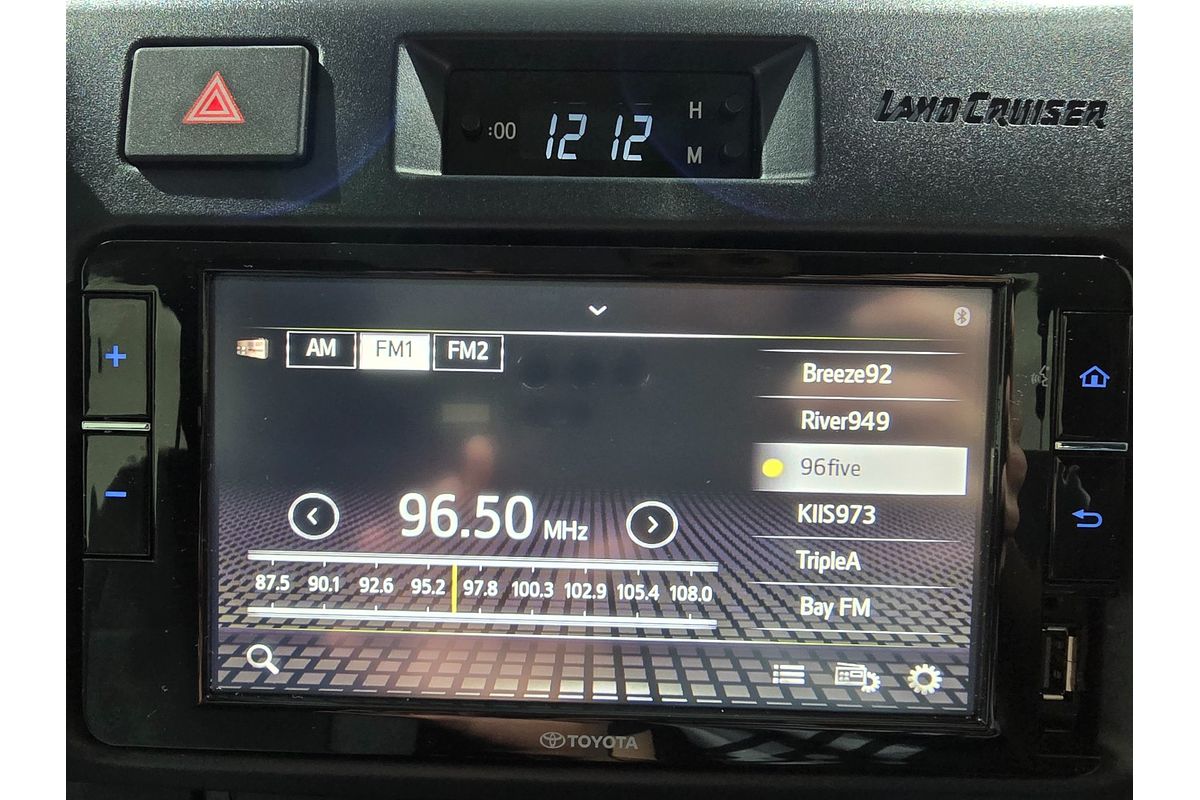 LAND CRUISER
:00 12 12 H
M
AM FM1 FM2
Breeze92
River949
96five
96.50 MHz
KIIS973
TripleA
87.5 90.1 92.6 95.2 97.8 100.3 102.9 105.4 108.0
Bay FM
TOYOTA